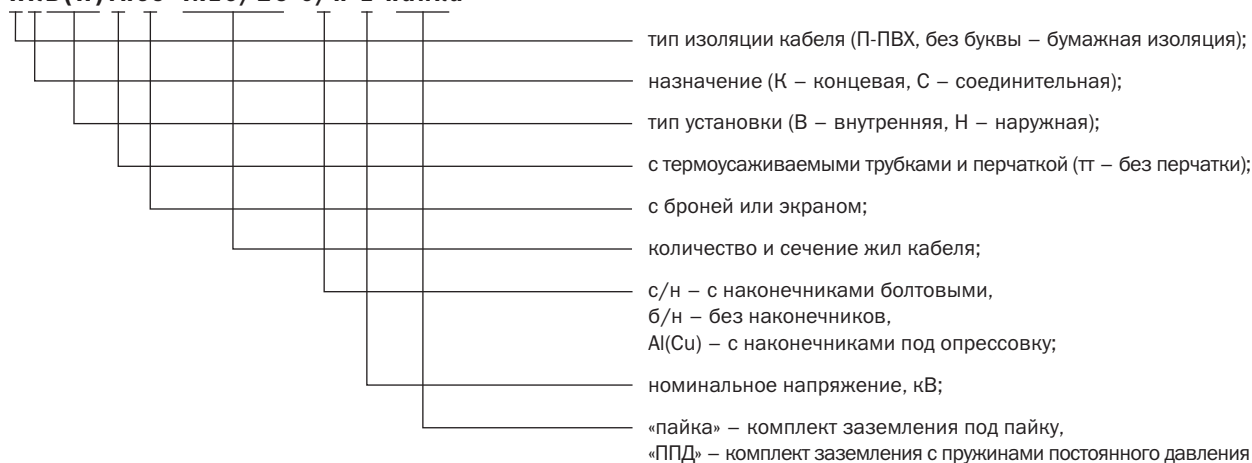 тип изоляции кабеля (П-ПВХ, без буквы – бумажная изоляция);
назначение (К – концевая, С – соединительная);
тип установки (В – внутренняя, Н – наружная);
с термоусаживаемыми трубками и перчаткой (тт – без перчатки);
с броней или экраном;
количество и сечение жил кабеля;
с/н – с наконечниками болтовыми,
б/н – без наконечников,
Al(Cu) – с наконечниками под опрессовку;
номинальное напряжение, кВ;
«пайка» – комплект заземления под пайку,
«ППД» – комплект заземления с пружинами постоянного давления